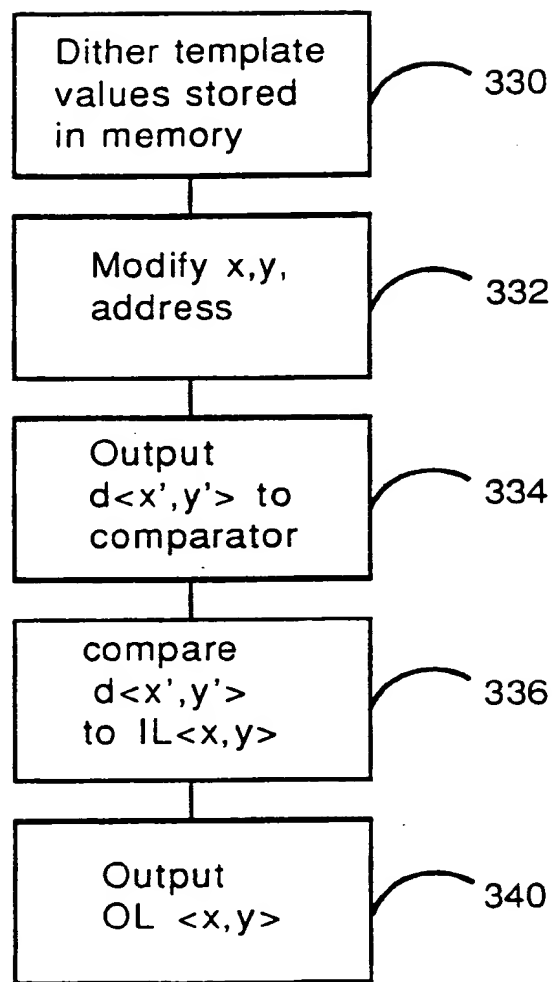 Dither template
values stored
in memory
330
Modify x,y,
address
332
Output
d<x',y'> to
comparator
334
compare
d<x',y'>
to IL<x,y>
336
Output
OL <x,y>
340